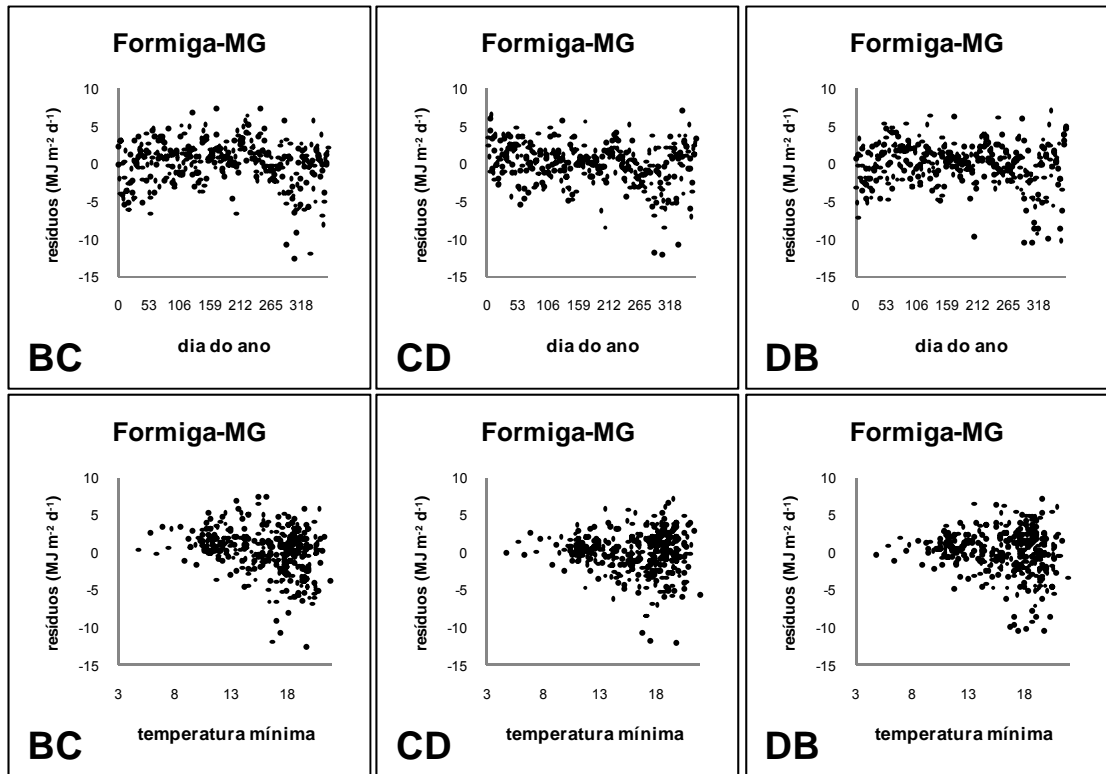 Formiga-MG
resíduos (MJ m⁻² d⁻¹)
10
5
0
-5
-10
-15
0 53 106 159 212 265 318
dia do ano
BC
Formiga-MG
resíduos (MJ m⁻² d⁻¹)
10
5
0
-5
-10
-15
0 53 106 159 212 265 318
dia do ano
CD
Formiga-MG
resíduos (MJ m⁻² d⁻¹)
10
5
0
-5
-10
-15
0 53 106 159 212 265 318
dia do ano
DB
Formiga-MG
resíduos (MJ m⁻² d⁻¹)
10
5
0
-5
-10
-15
3 8 13 18
temperatura mínima
BC
Formiga-MG
resíduos (MJ m⁻² d⁻¹)
10
5
0
-5
-10
-15
3 8 13 18
temperatura mínima
CD
Formiga-MG
resíduos (MJ m⁻² d⁻¹)
10
5
0
-5
-10
-15
3 8 13 18
temperatura mínima
DB